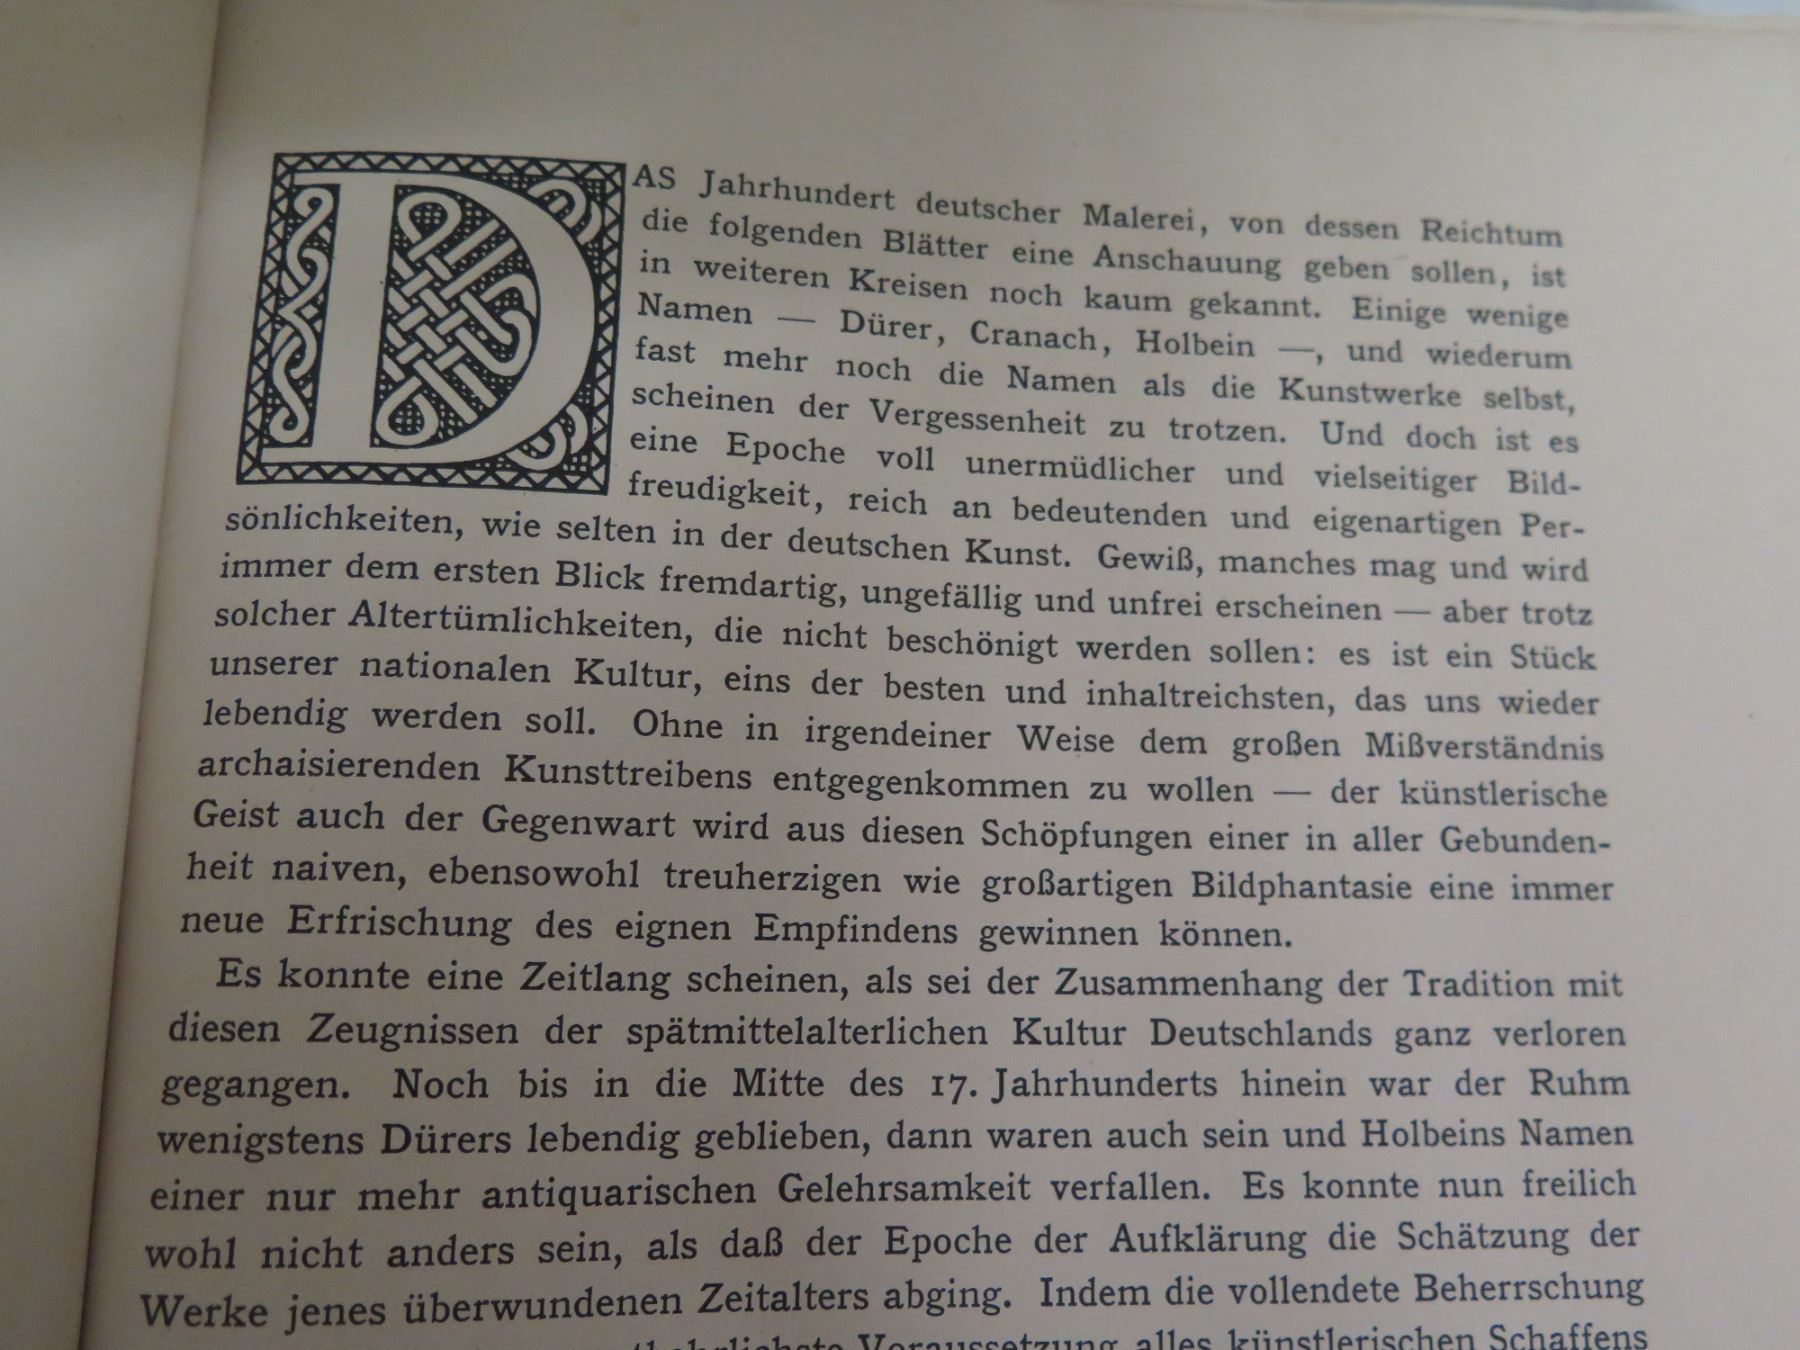 DAS Jahrhundert deutscher Malerei, von dessen Reichtum
die folgenden Blätter eine Anschauung geben sollen, ist
in weiteren Kreisen noch kaum gekannt. Einige wenige
Namen — Dürer, Cranach, Holbein —, und wiederum
fast mehr noch die Namen als die Kunstwerke selbst,
scheinen der Vergessenheit zu trotzen. Und doch ist es
eine Epoche voll unermüdlicher und vielseitiger Bild-
freudigkeit, reich an bedeutenden und eigenartigen Per-
sönlichkeiten, wie selten in der deutschen Kunst. Gewiß, manches mag und wird
immer dem ersten Blick fremdartig, ungefällig und unfrei erscheinen — aber trotz
solcher Altertümlichkeiten, die nicht beschönigt werden sollen: es ist ein Stück
unserer nationalen Kultur, eins der besten und inhaltreichsten, das uns wieder
lebendig werden soll. Ohne in irgendeiner Weise dem großen Mißverständnis
archaisierenden Kunsttreibens entgegenkommen zu wollen — der künstlerische
Geist auch der Gegenwart wird aus diesen Schöpfungen einer in aller Gebunden-
heit naiven, ebensowohl treuherzigen wie großartigen Bildphantasie eine immer
neue Erfrischung des eignen Empfindens gewinnen können.
Es konnte eine Zeitlang scheinen, als sei der Zusammenhang der Tradition mit
diesen Zeugnissen der spätmittelalterlichen Kultur Deutschlands ganz verloren
gegangen. Noch bis in die Mitte des 17. Jahrhunderts hinein war der Ruhm
wenigstens Dürers lebendig geblieben, dann waren auch sein und Holbeins Namen
einer nur mehr antiquarischen Gelehrsamkeit verfallen. Es konnte nun freilich
wohl nicht anders sein, als daß der Epoche der Aufklärung die Schätzung der
Werke jenes überwundenen Zeitalters abging. Indem die vollendete Beherrschung
Voraussetzung alles künstlerischen Schaffens